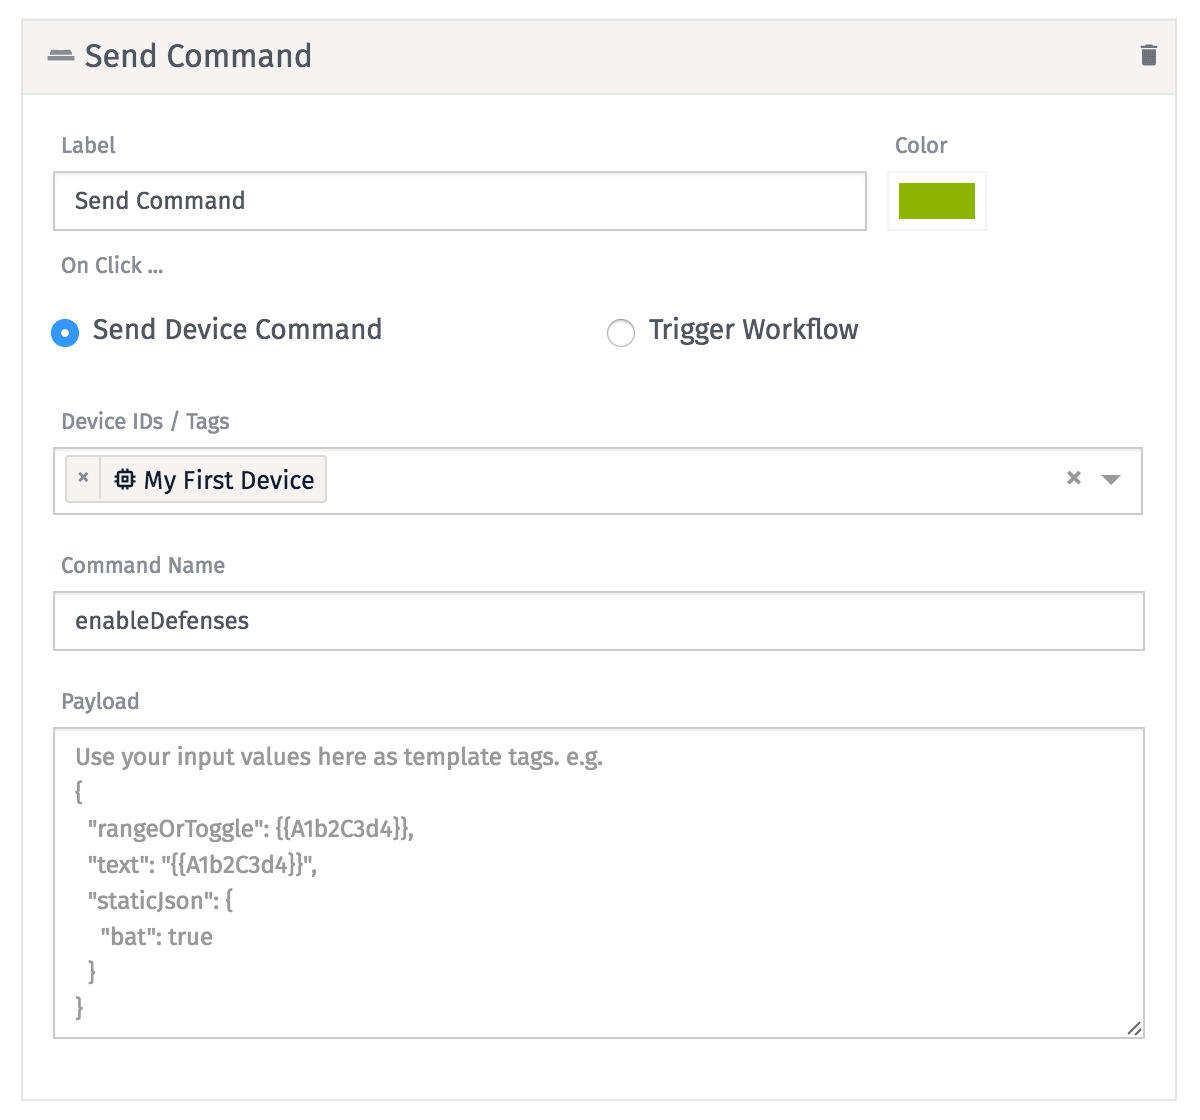 Send Command
Label
Color
Send Command
On Click ...
Send Device Command
Trigger Workflow
Device IDs / Tags
× My First Device
×
Command Name
enableDefenses
Payload
Use your input values here as template tags. e.g.
{
  "rangeOrToggle": {{A1b2C3d4}},
  "text": "{{A1b2C3d4}}",
  "staticJson": {
    "bat": true
  }
}